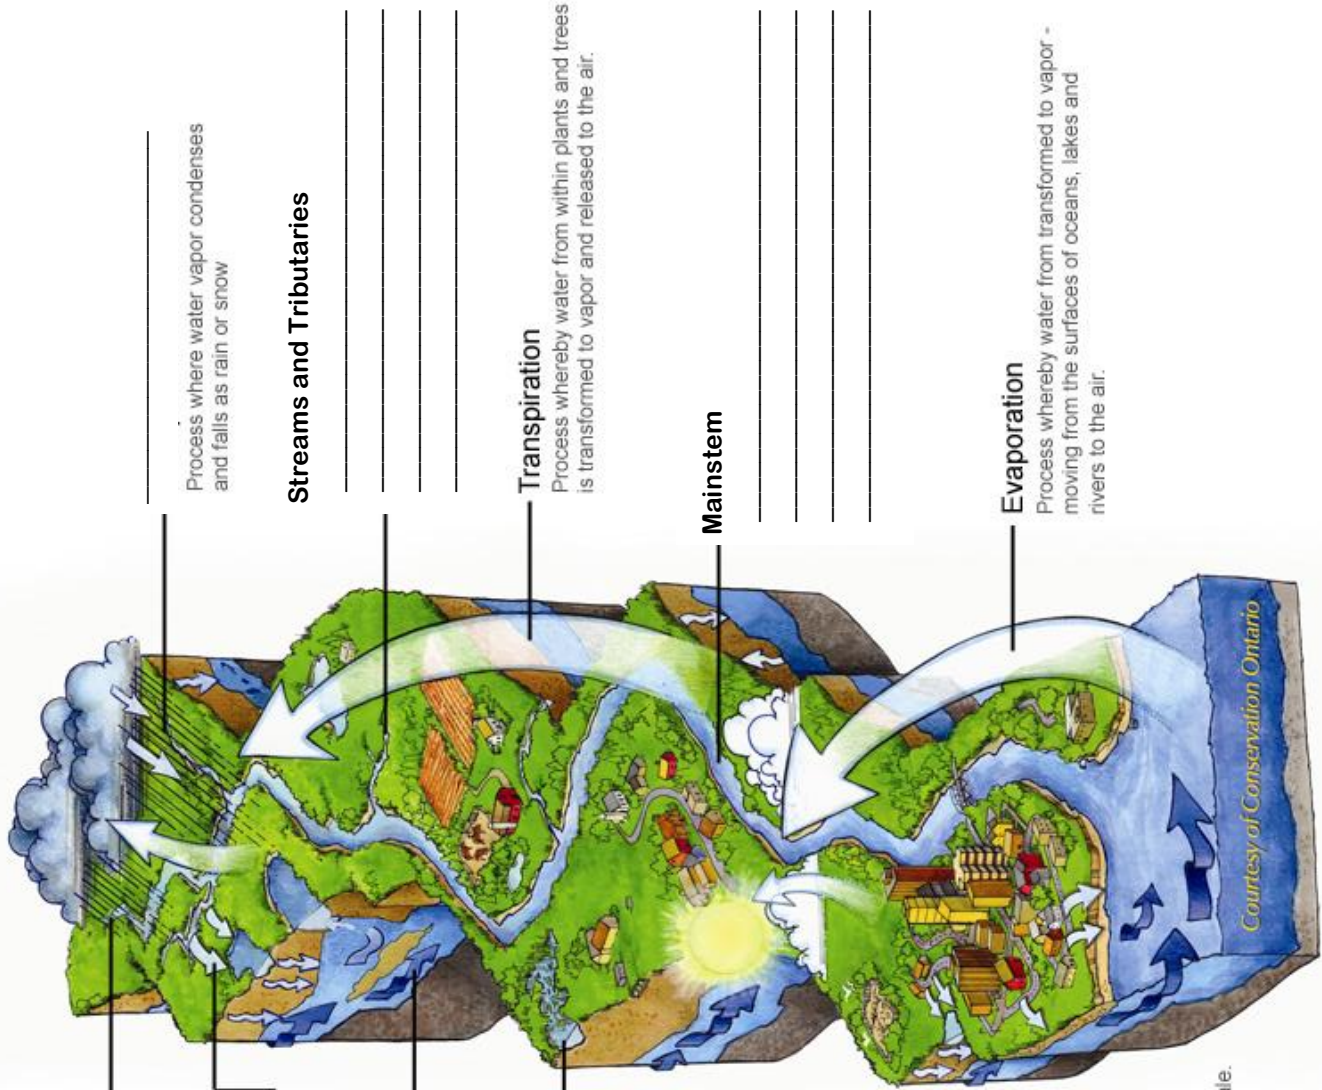 Process where water vapor condenses
and falls as rain or snow
Streams and Tributaries
Transpiration
Process whereby water from within plants and trees
is transformed to vapor and released to the air.
Mainstem
Evaporation
Process whereby water from transformed to vapor -
moving from the surfaces of oceans, lakes and
rivers to the air.
Courtesy of Conservation Ontario